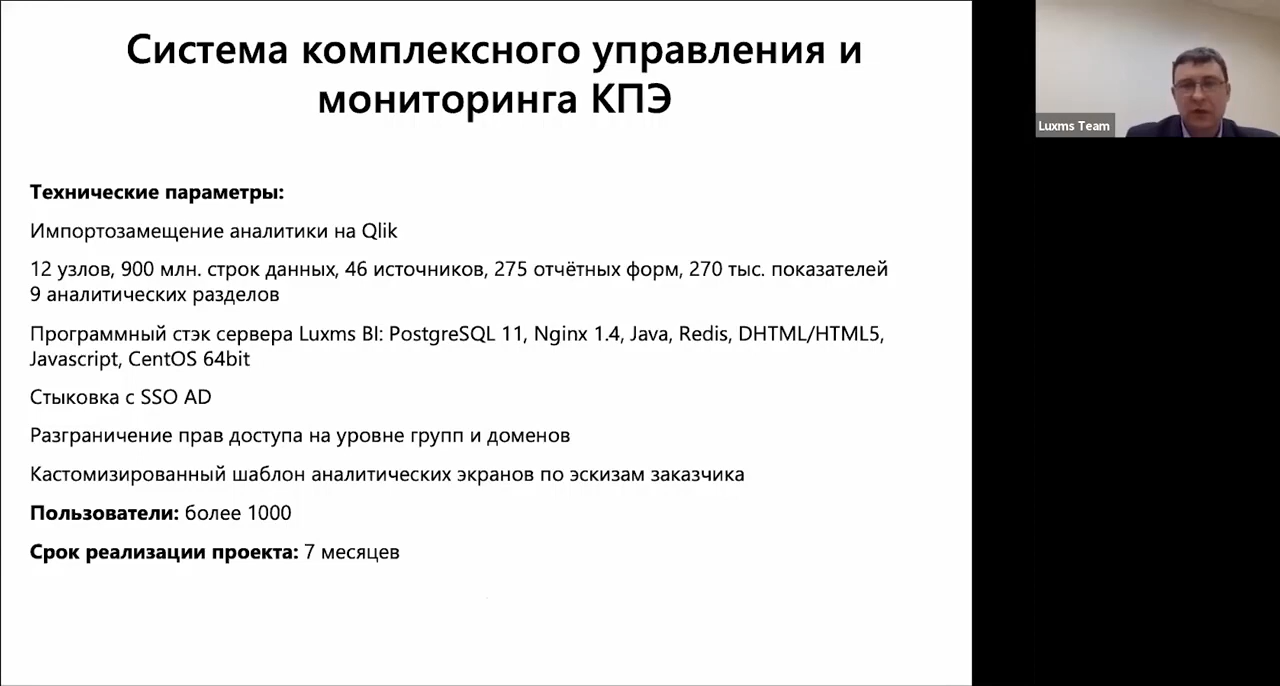 Система комплексного управления и
мониторинга КПЭ
Технические параметры:
Импортозамещение аналитики на Qlik
12 узлов, 900 млн. строк данных, 46 источников, 275 отчётных форм, 270 тыс. показателей
9 аналитических разделов
Программный стэк сервера Luxms BI: PostgreSQL 11, Nginx 1.4, Java, Redis, DHTML/HTML5,
Javascript, CentOS 64bit
Стыковка с SSO AD
Разграничение прав доступа на уровне групп и доменов
Кастомизированный шаблон аналитических экранов по эскизам заказчика
Пользователи: более 1000
Срок реализации проекта: 7 месяцев
Luxms Team